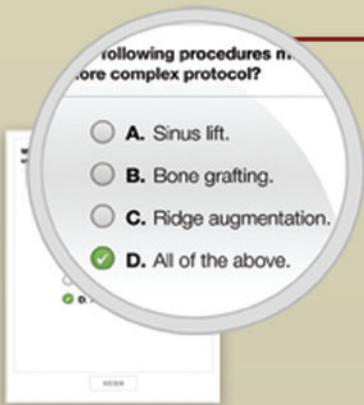 following procedures m
ore complex protocol?
A. Sinus lift.
B. Bone grafting.
C. Ridge augmentation.
D. All of the above.
D.